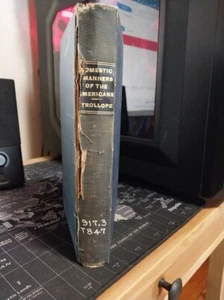 DOMESTIC
MANNERS
OF THE
AMERICANS
TROLLOPE
917.3
T847